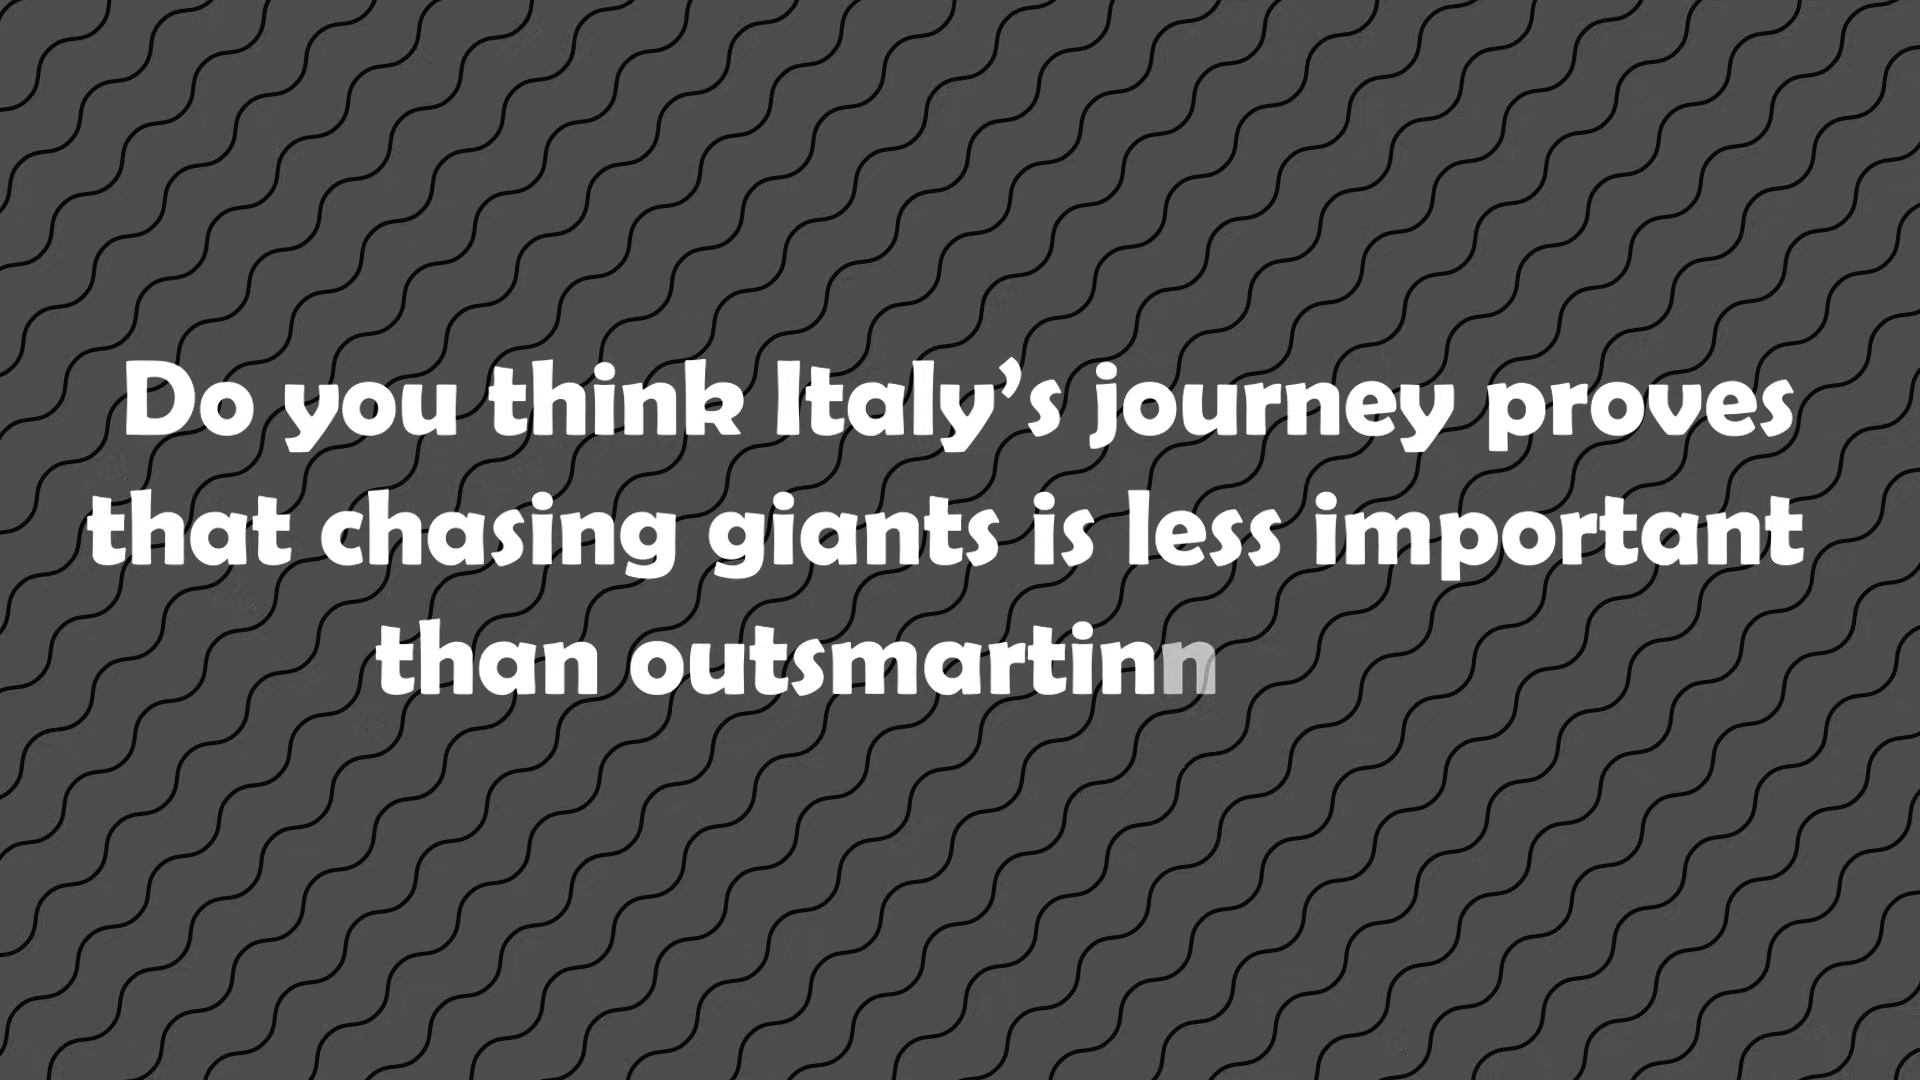 Do you think Italy’s journey proves
that chasing giants is less important
than outsmartinn